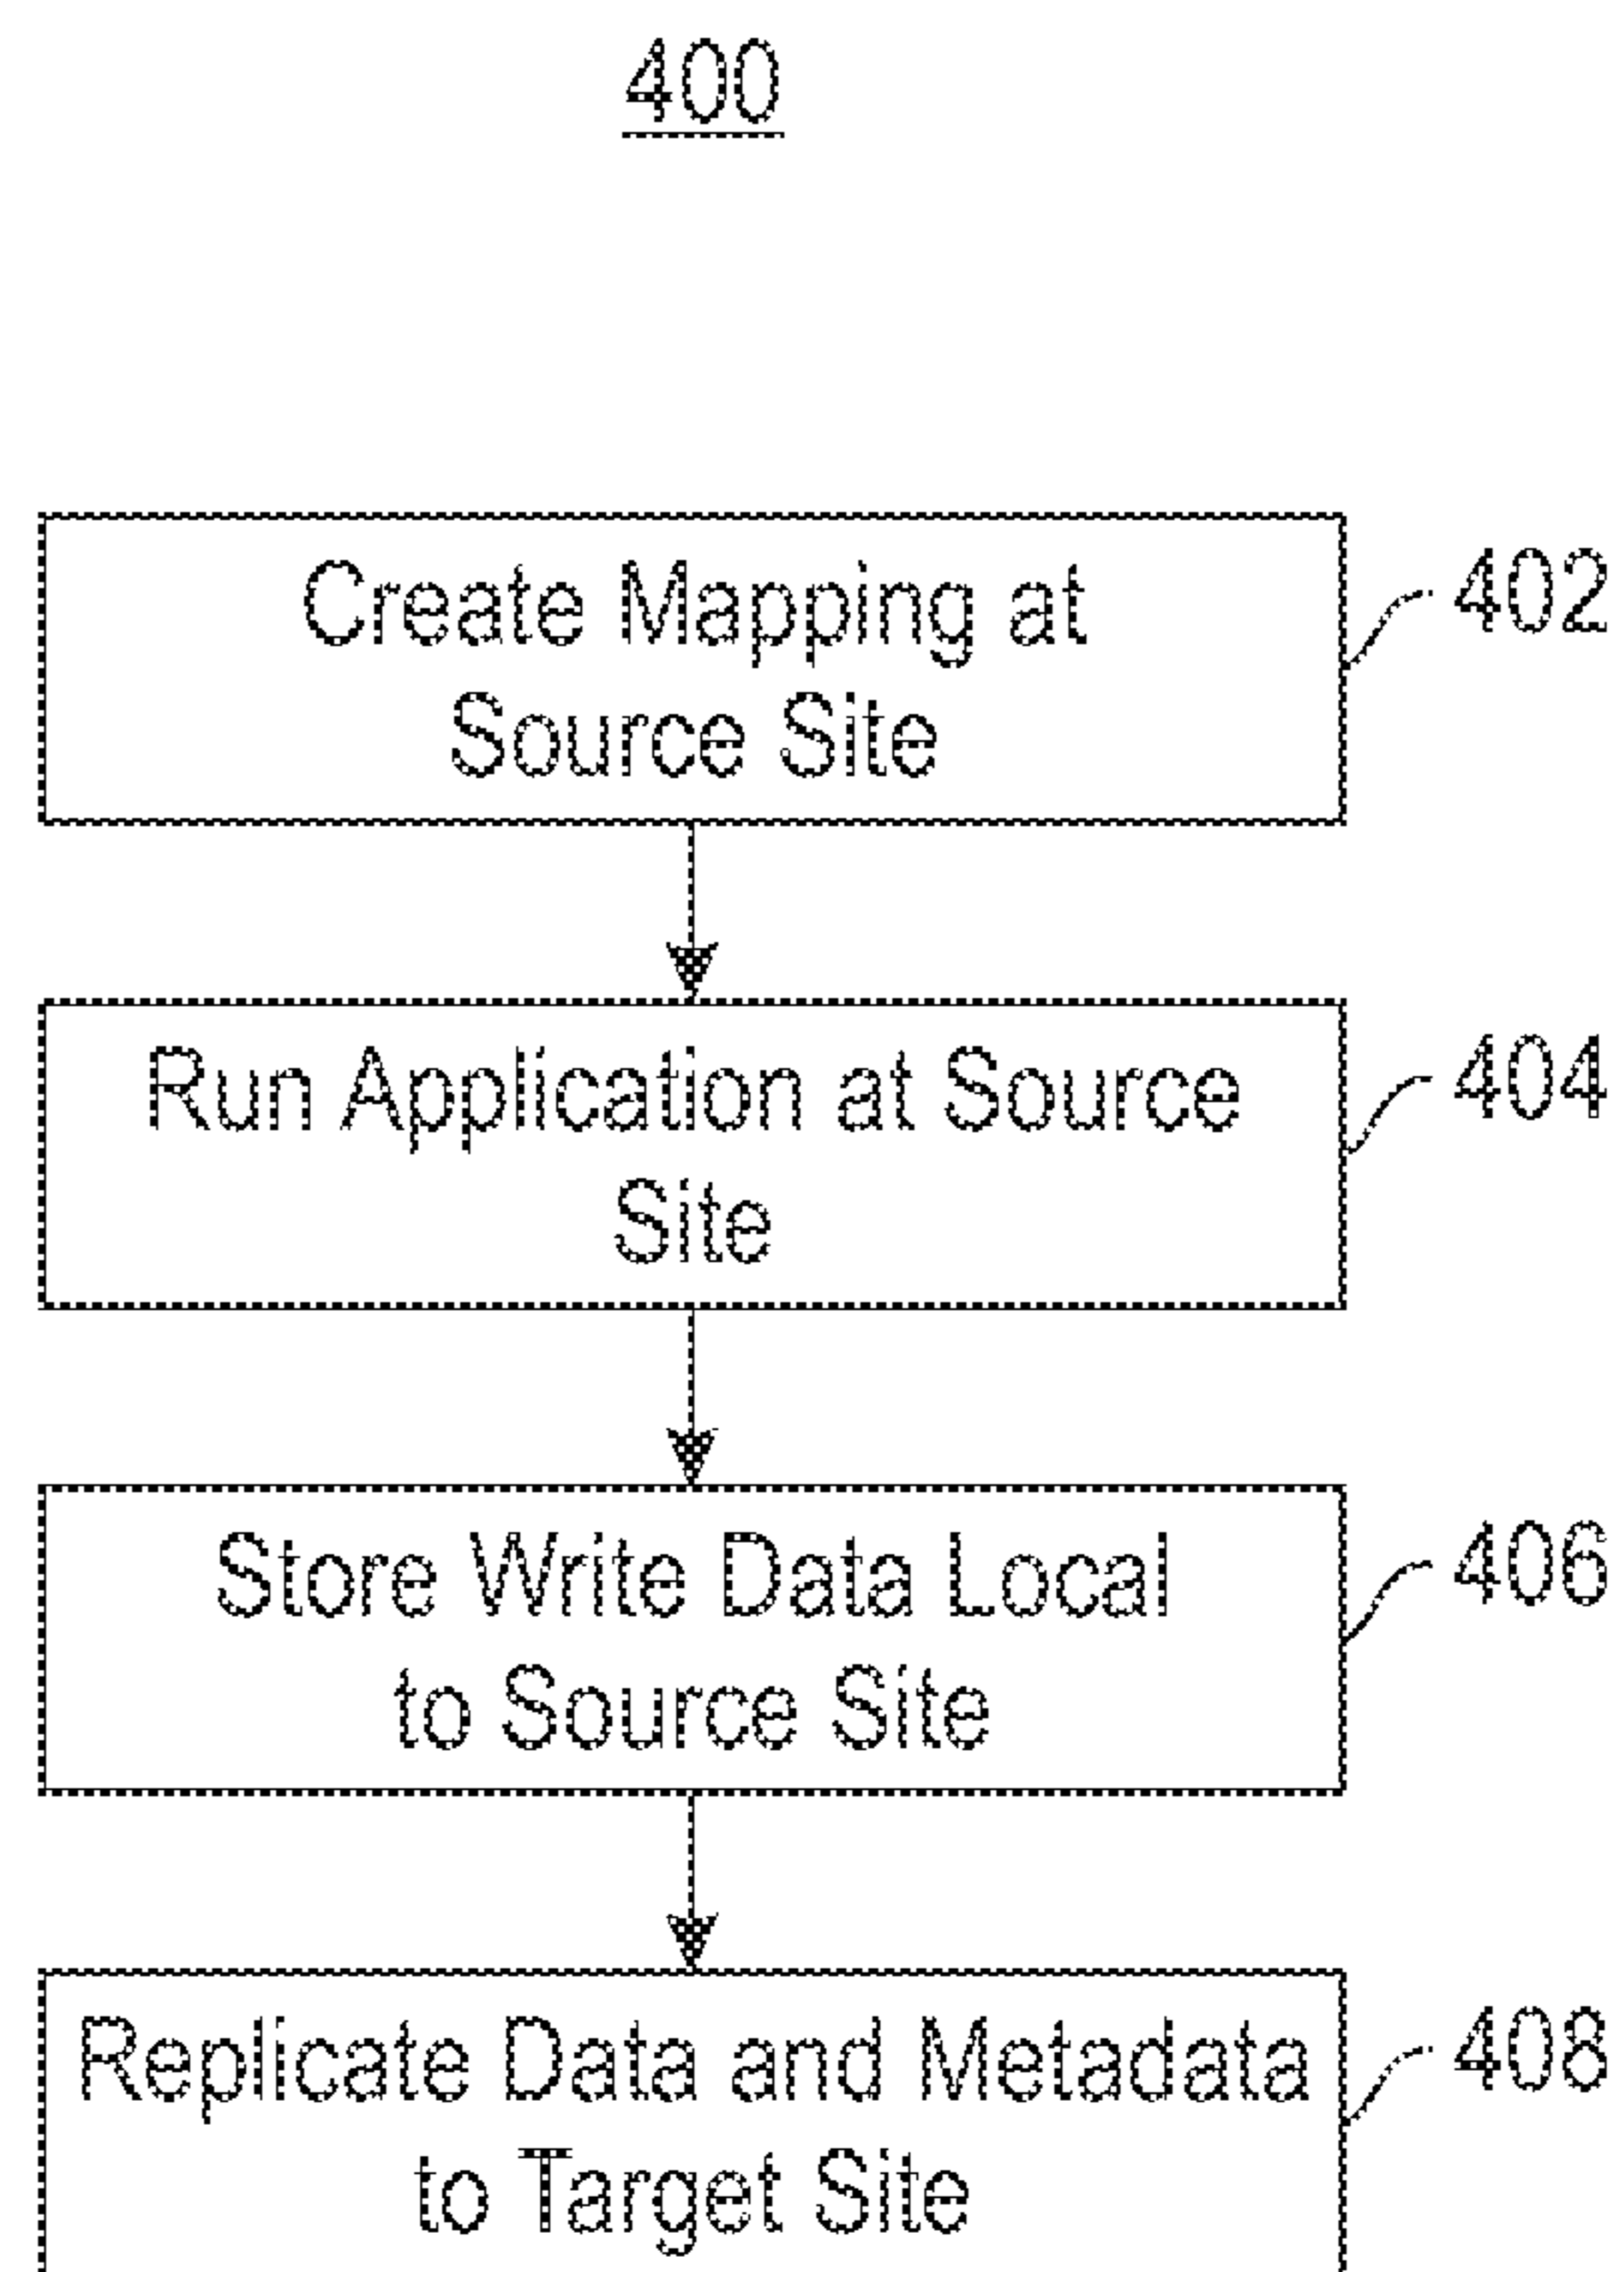 400
Create Mapping at
Source Site
402
Run Application at Source
Site
404
Store Write Data Local
to Source Site
406
Replicate Data and Metadata
to Target Site
408